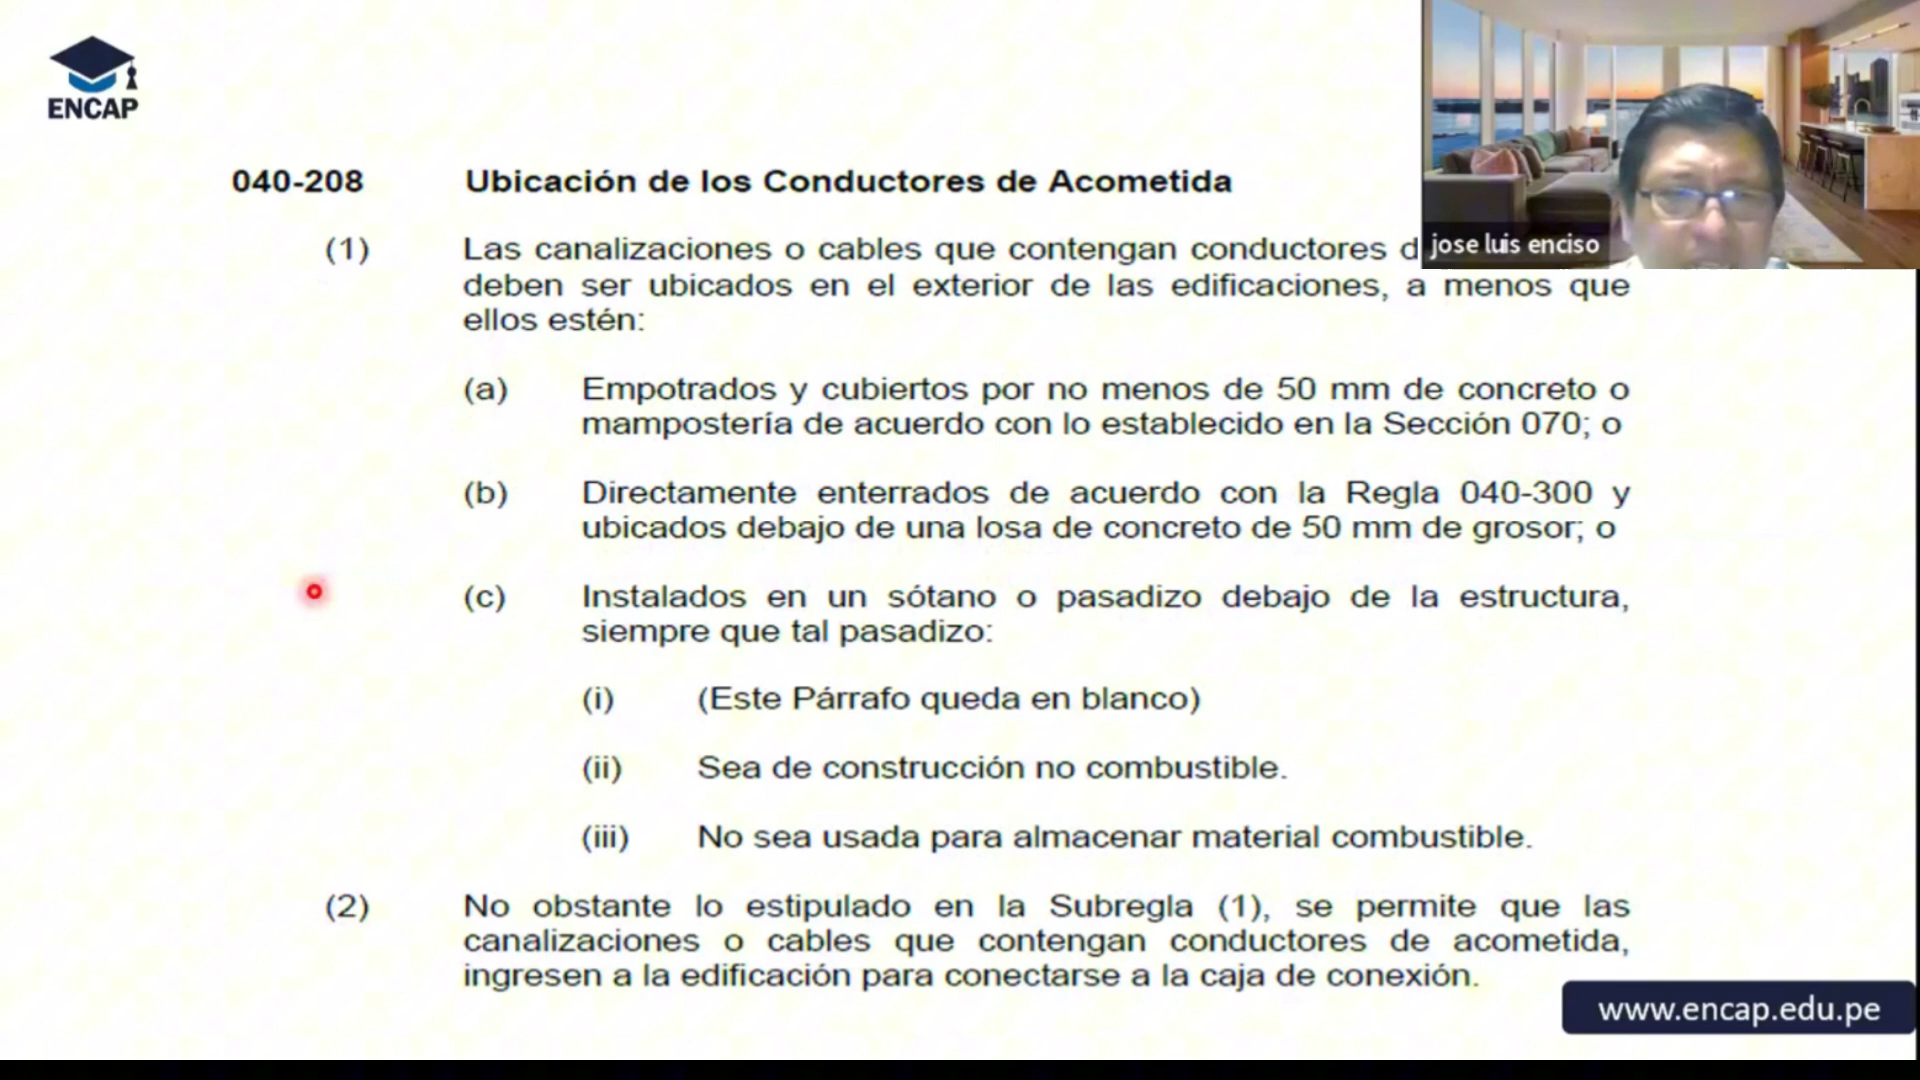 ENCAP
040-208 Ubicación de los Conductores de Acometida
(1) Las canalizaciones o cables que contengan conductores d
deben ser ubicados en el exterior de las edificaciones, a menos que
ellos estén:
(a) Empotrados y cubiertos por no menos de 50 mm de concreto o
mampostería de acuerdo con lo establecido en la Sección 070; o
(b) Directamente enterrados de acuerdo con la Regla 040-300 y
ubicados debajo de una losa de concreto de 50 mm de grosor; o
(c) Instalados en un sótano o pasadizo debajo de la estructura,
siempre que tal pasadizo:
(i) (Este Párrafo queda en blanco)
(ii) Sea de construcción no combustible.
(iii) No sea usada para almacenar material combustible.
(2) No obstante lo estipulado en la Subregla (1), se permite que las
canalizaciones o cables que contengan conductores de acometida,
ingresen a la edificación para conectarse a la caja de conexión.
jose luis enciso
www.encap.edu.pe